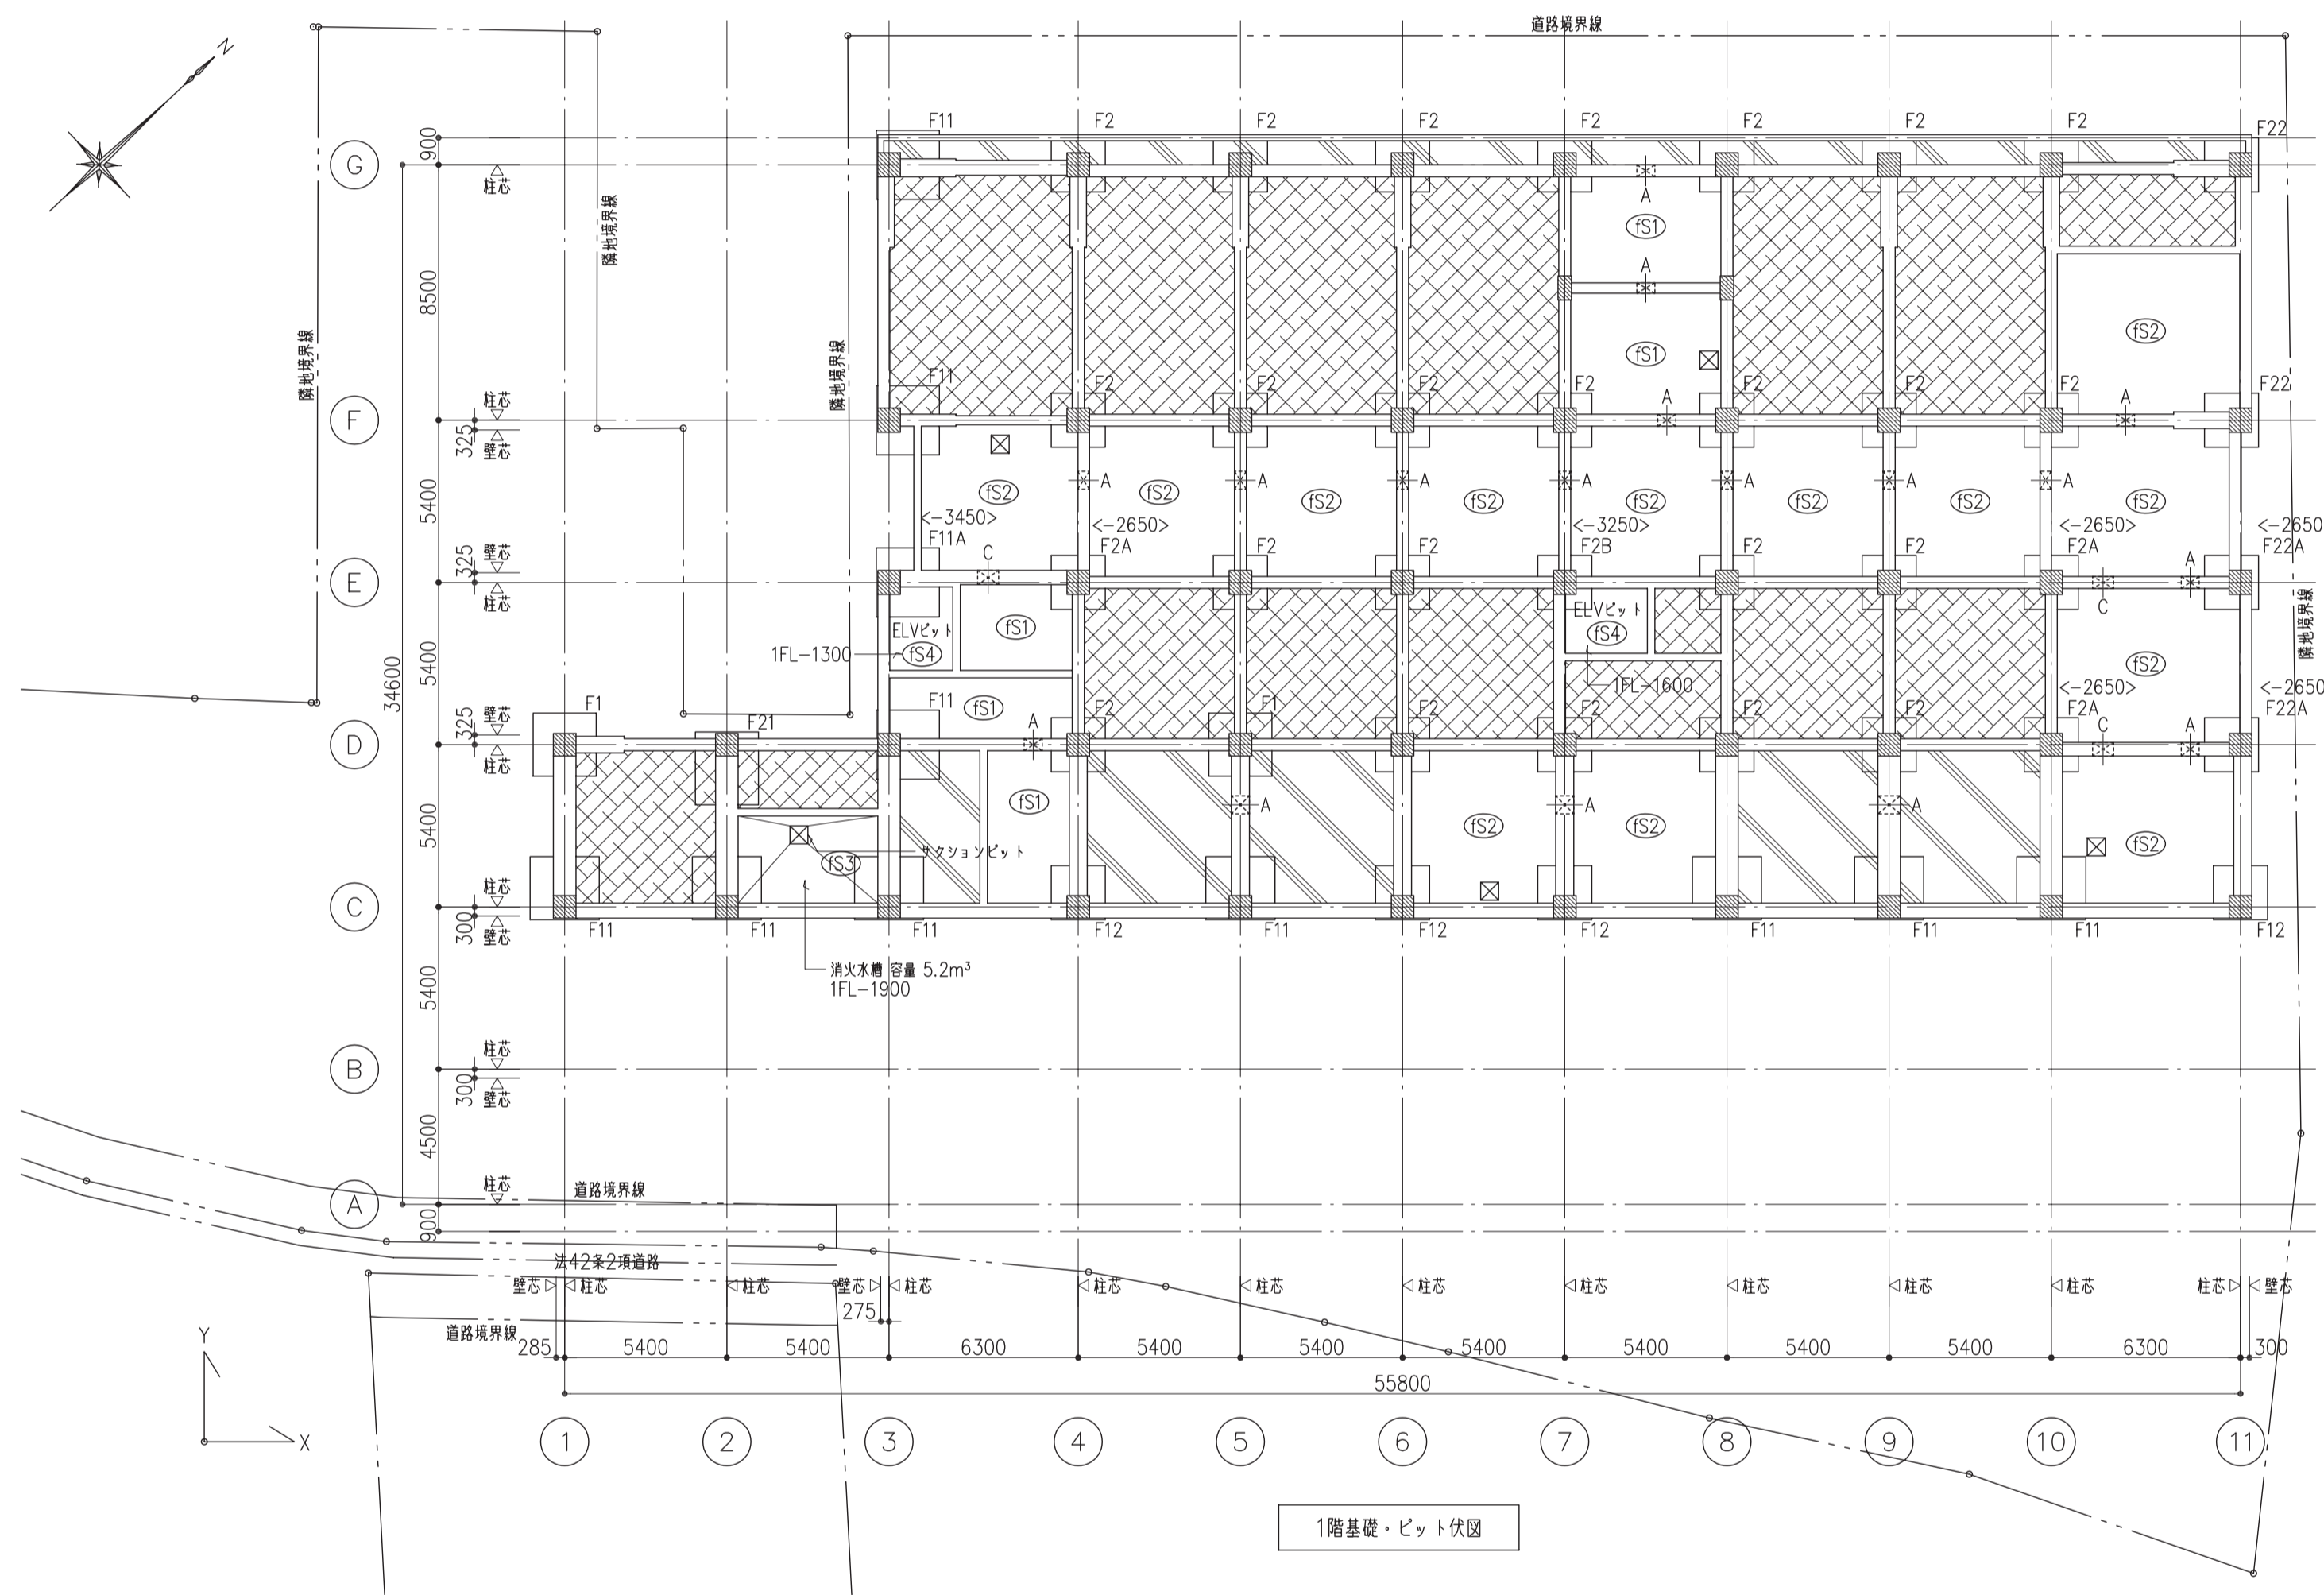 道路境界線
N
900
F11
F2
F2
F2
F2
F2
F2
F2
F22
G
柱芯
A
隣地境界線
fS1
8500
A
隣地境界線
隣地境界線
fS2
fS1
F11
F2
F2
F2
F2
F2
F2
F2
F22
柱芯
A
A
F
325
壁芯
5400
fS2
fS2
fS2
fS2
fS2
fS2
fS2
fS2
A
A
A
A
A
A
A
<-3450>
F11A
<-2650>
F2A
F2
F2
<-3250>
F2B
F2
F2
<-2650>
F2A
<-2650
F22A
325
壁芯
C
A
E
柱芯
C
隣地境界線
ELVピット
fS4
1FL-1300
fS1
ELVピット
fS4
1FL-1600
fS2
5400
34600
F1
F21
F11
fS1
F2
F1
F2
F2
F2
F2
<-2650>
F2A
<-2650
F22A
325
壁芯
A
C
A
D
柱芯
5400
fS1
A
A
A
fS2
fS2
fS2
サクションピット
fS3
柱芯
C
300
壁芯
F11
F11
F11
F12
F11
F12
F12
F11
F11
F11
F12
消火水槽 容量 5.2m³
1FL-1900
5400
柱芯
B
300
壁芯
4500
柱芯
A
道路境界線
900
法42条2項道路
壁芯
柱芯
柱芯
壁芯
柱芯
柱芯
柱芯
柱芯
柱芯
柱芯
柱芯
柱芯
柱芯
壁芯
275
道路境界線
285
5400
5400
6300
5400
5400
5400
5400
5400
5400
6300
300
55800
Y
X
1
2
3
4
5
6
7
8
9
10
11
1階基礎・ピット伏図